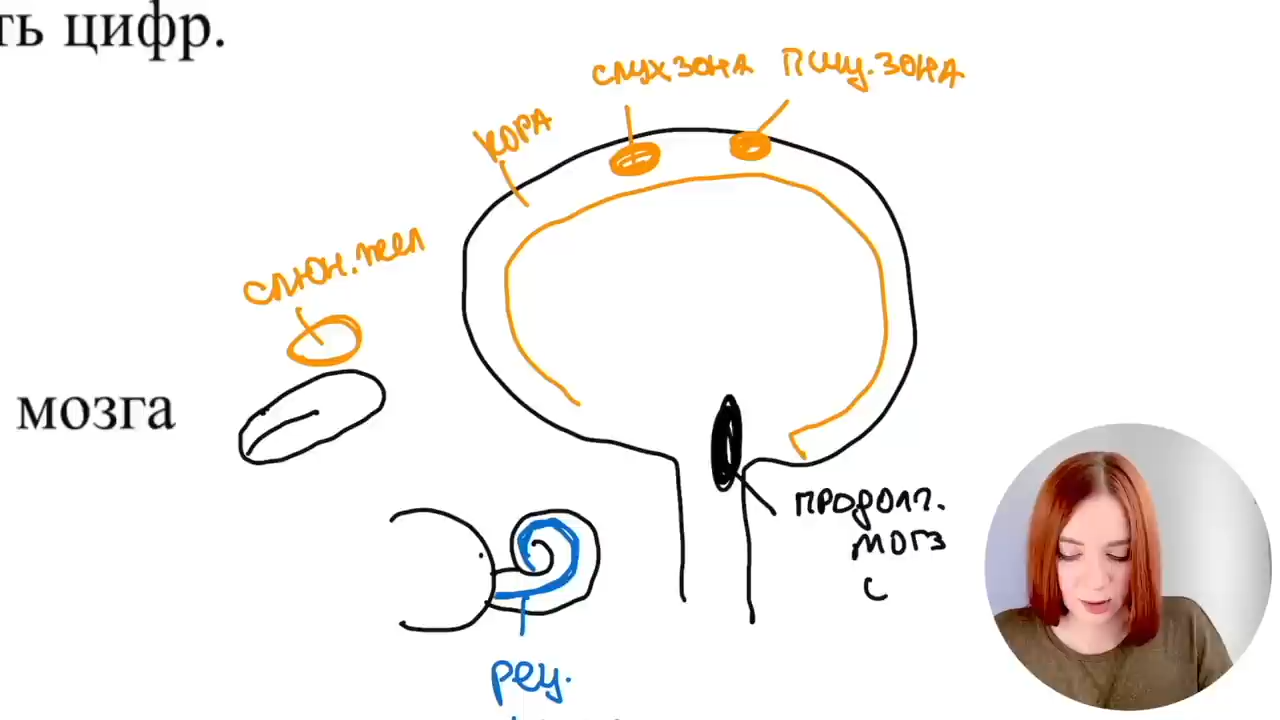 ть цифр.
слух зона
пищ. зона
кора
слюн. жел
мозга
продолг.
мозг
с
рец.